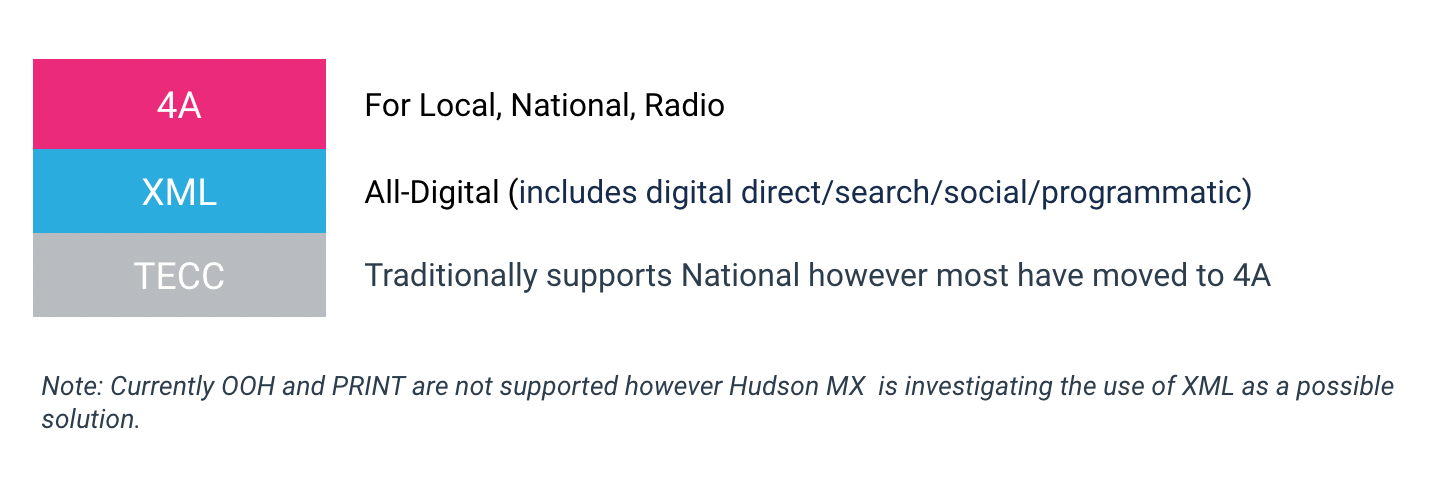 4A
For Local, National, Radio
XML
All-Digital (includes digital direct/search/social/programmatic)
TECC
Traditionally supports National however most have moved to 4A
Note: Currently OOH and PRINT are not supported however Hudson MX  is investigating the use of XML as a possible
solution.